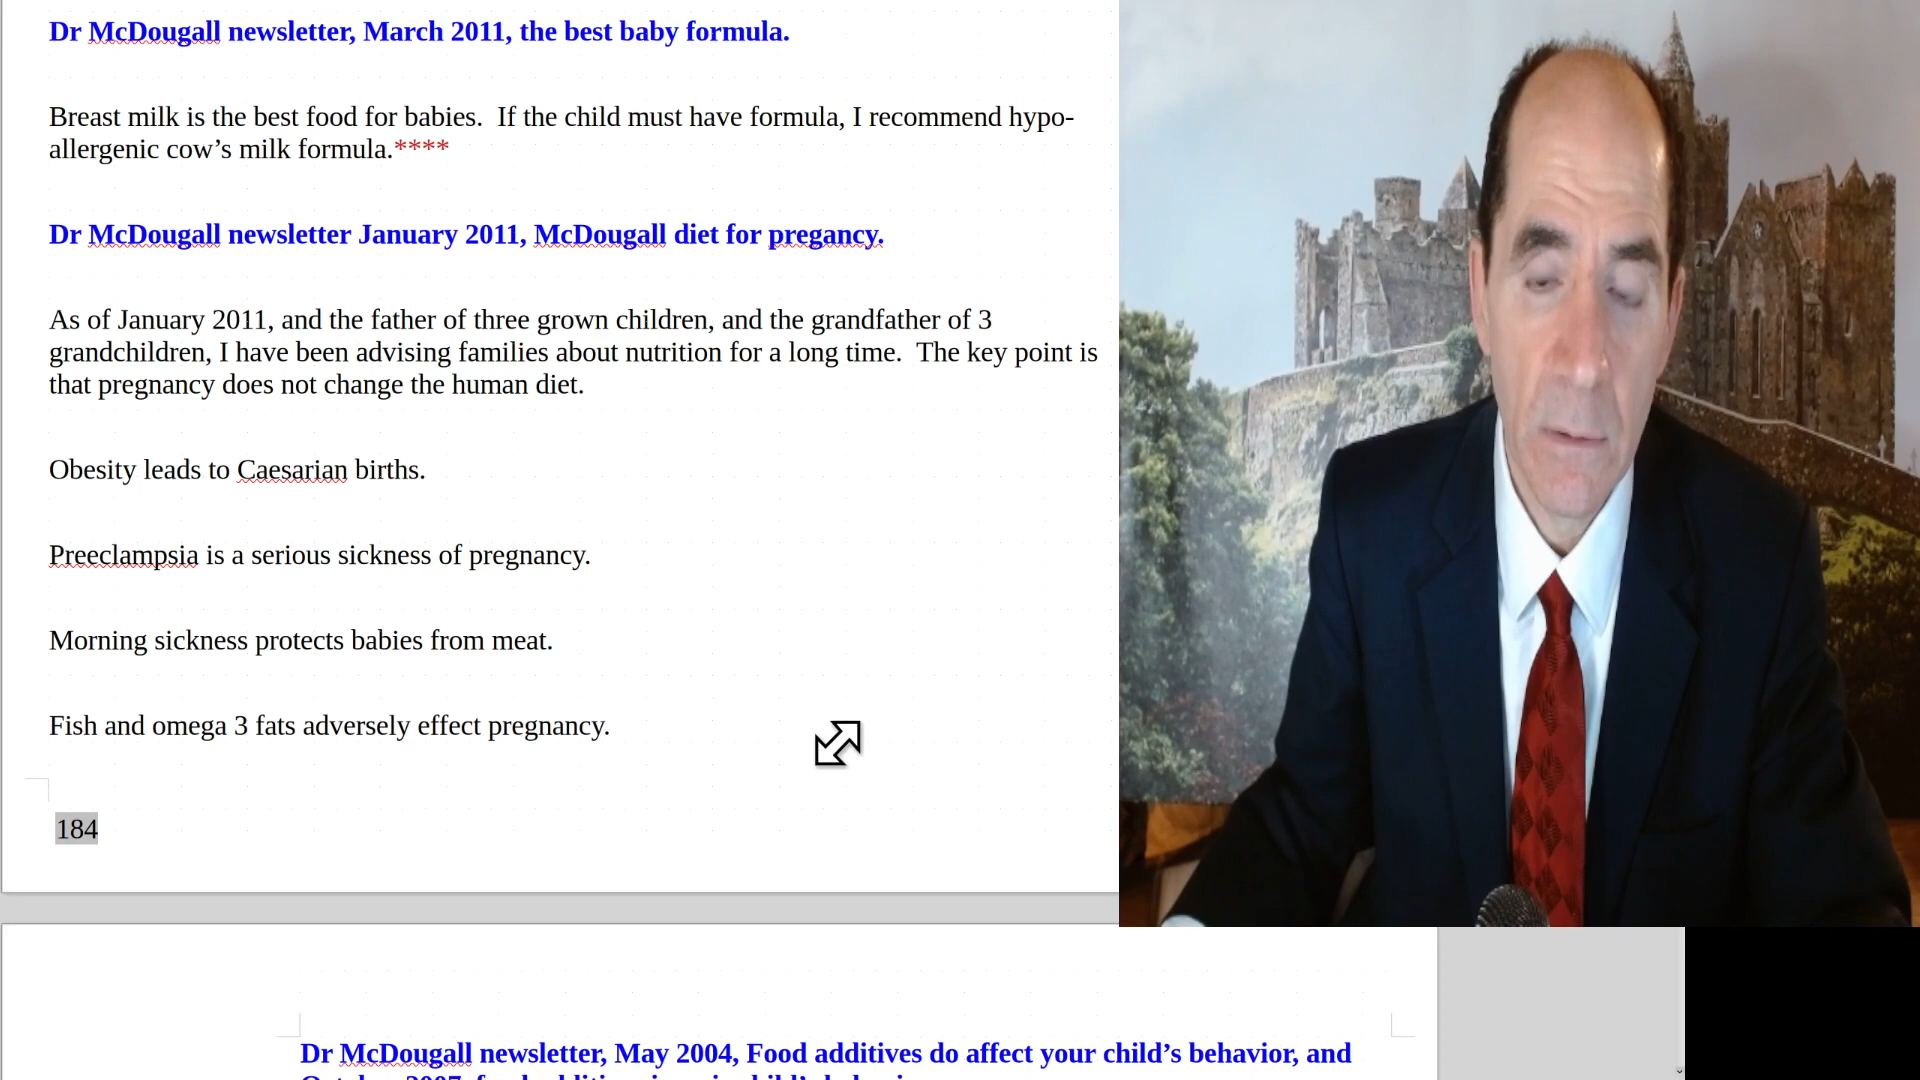 Dr McDougall newsletter, March 2011, the best baby formula.
Breast milk is the best food for babies.  If the child must have formula, I recommend hypo-
allergenic cow’s milk formula.****
Dr McDougall newsletter January 2011, McDougall diet for pregancy.
As of January 2011, and the father of three grown children, and the grandfather of 3
grandchildren, I have been advising families about nutrition for a long time.  The key point is
that pregnancy does not change the human diet.
Obesity leads to Caesarian births.
Preeclampsia is a serious sickness of pregnancy.
Morning sickness protects babies from meat.
Fish and omega 3 fats adversely effect pregnancy.
184
Dr McDougall newsletter, May 2004, Food additives do affect your child’s behavior, and